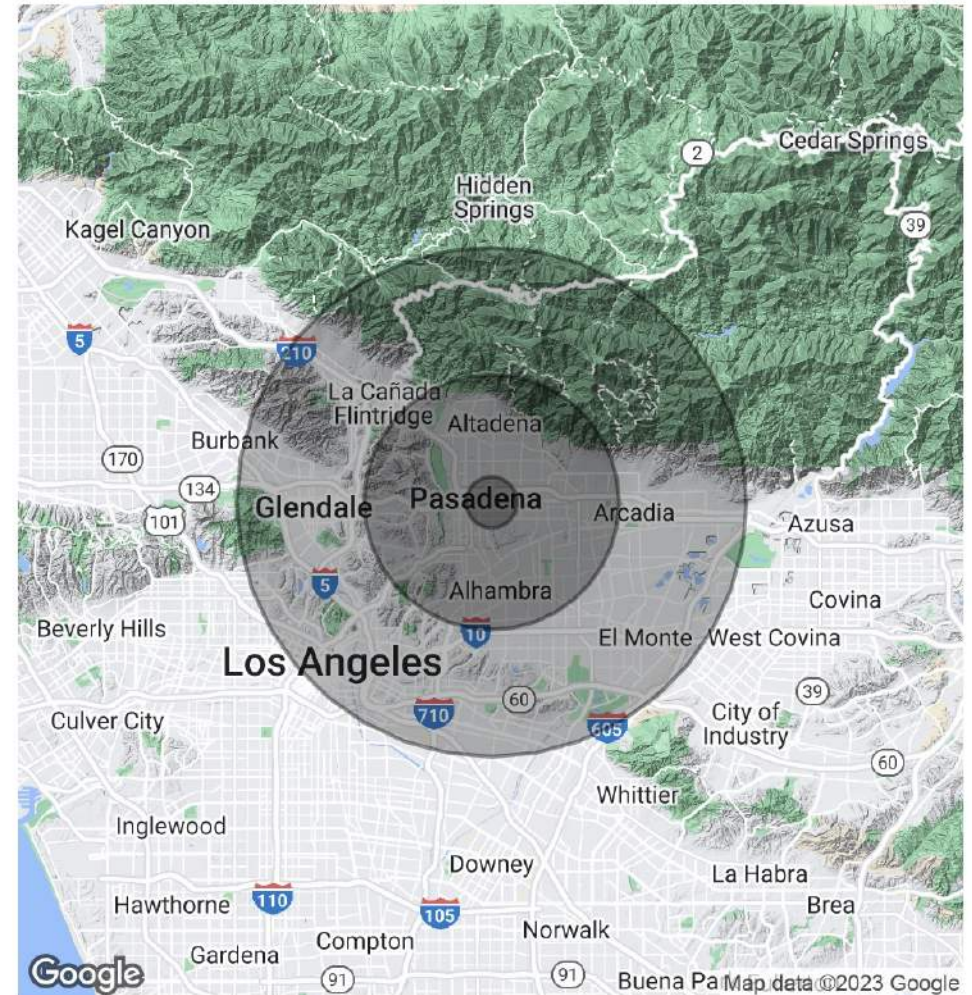 Cedar Springs
2
Hidden
Springs
39
Kagel Canyon
5
210
La Cañada
Flintridge
Altadena
Burbank
170
134
Pasadena
Glendale
Arcadia
101
Azusa
5
Alhambra
Covina
10
Beverly Hills
El Monte
West Covina
Los Angeles
39
60
710
Culver City
City of
Industry
605
60
Whittier
Inglewood
Downey
La Habra
110
Hawthorne
Brea
105
Norwalk
Compton
Gardena
Google
91
91
Buena Pa
Map data ©2023 Google